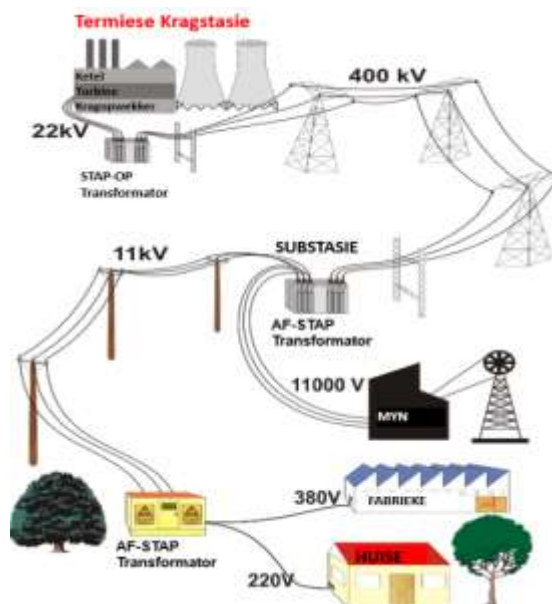 Termiese Kragstasie
Ketel
Turbine
Kragopwekker
22kV
400 kV
STAP-OP
Transformator
SUBSTASIE
11kV
AF-STAP
Transformator
11000 V
MYN
380V
FABRIEKE
AF-STAP
Transformator
HUISE
220V